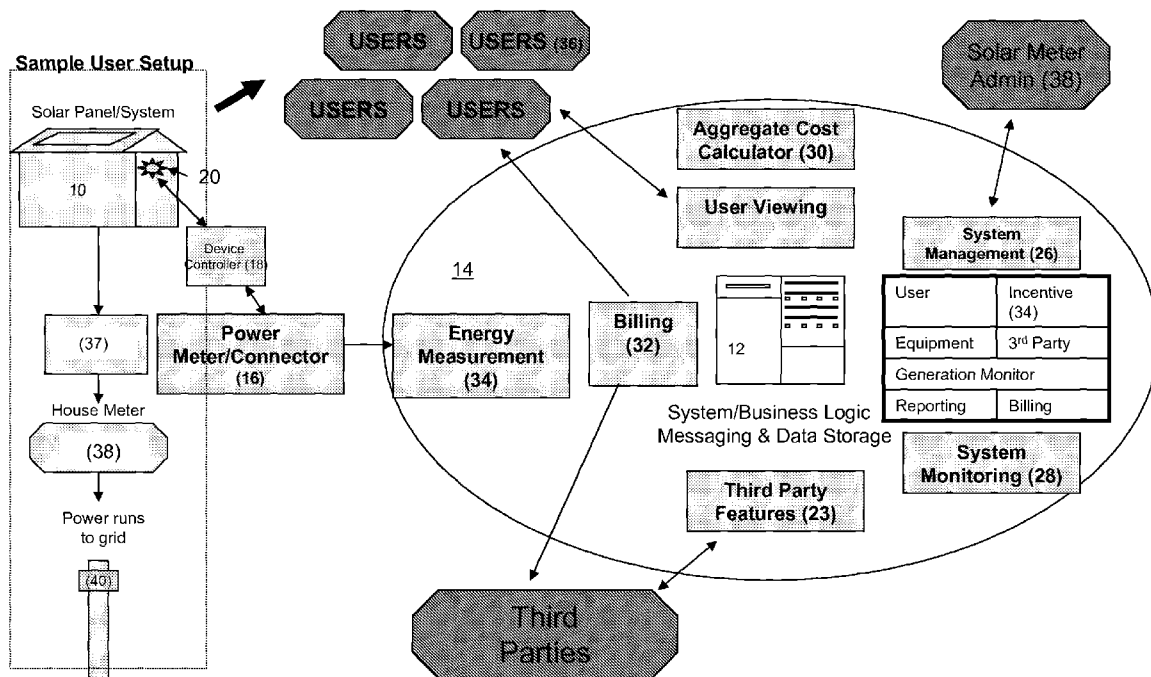 Sample User Setup
Solar Panel/System
10
20
Device
Controller (18)
(37)
House Meter
(38)
Power runs
to grid
(40)
Power
Meter/Connector
(16)
USERS
USERS (36)
USERS
USERS
14
Energy
Measurement
(34)
Billing
(32)
Aggregate Cost
Calculator (30)
User Viewing
12
System/Business Logic
Messaging & Data Storage
Third Party
Features (23)
Third
Parties
Solar Meter
Admin (38)
System
Management (26)
User
Incentive
(34)
Equipment
3rd Party
Generation Monitor
Reporting
Billing
System
Monitoring (28)